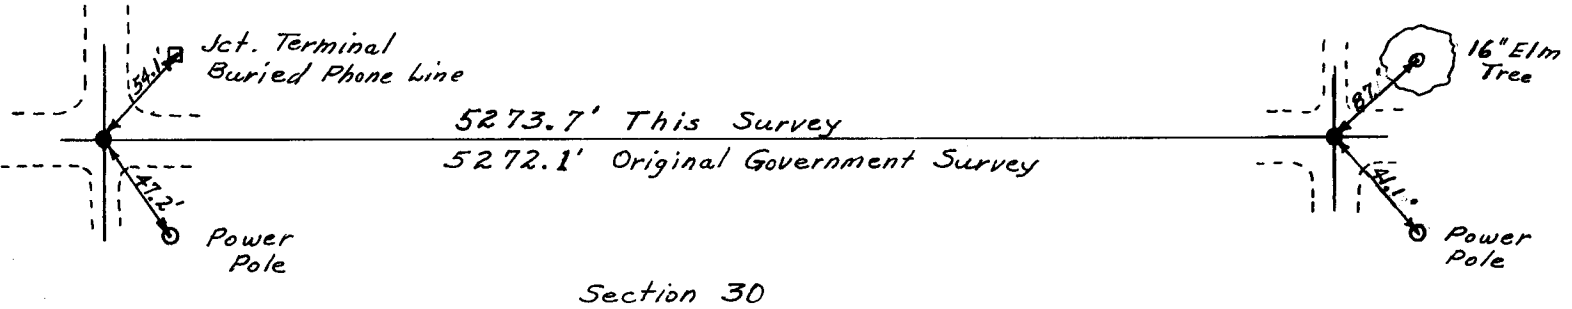 Jct. Terminal
Buried Phone Line
54.1'
5273.7' This Survey
5272.1' Original Government Survey
47.2'
Power
Pole
16" Elm
Tree
87.
41.1'
Power
Pole
Section 30